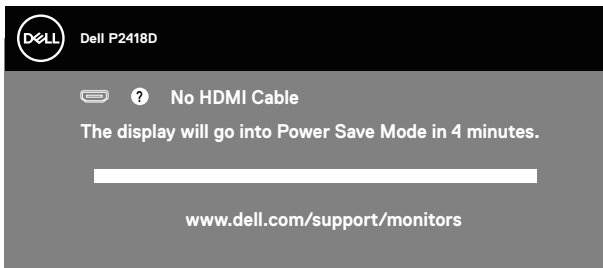 DELL
Dell P2418D
? No HDMI Cable
The display will go into Power Save Mode in 4 minutes.
www.dell.com/support/monitors